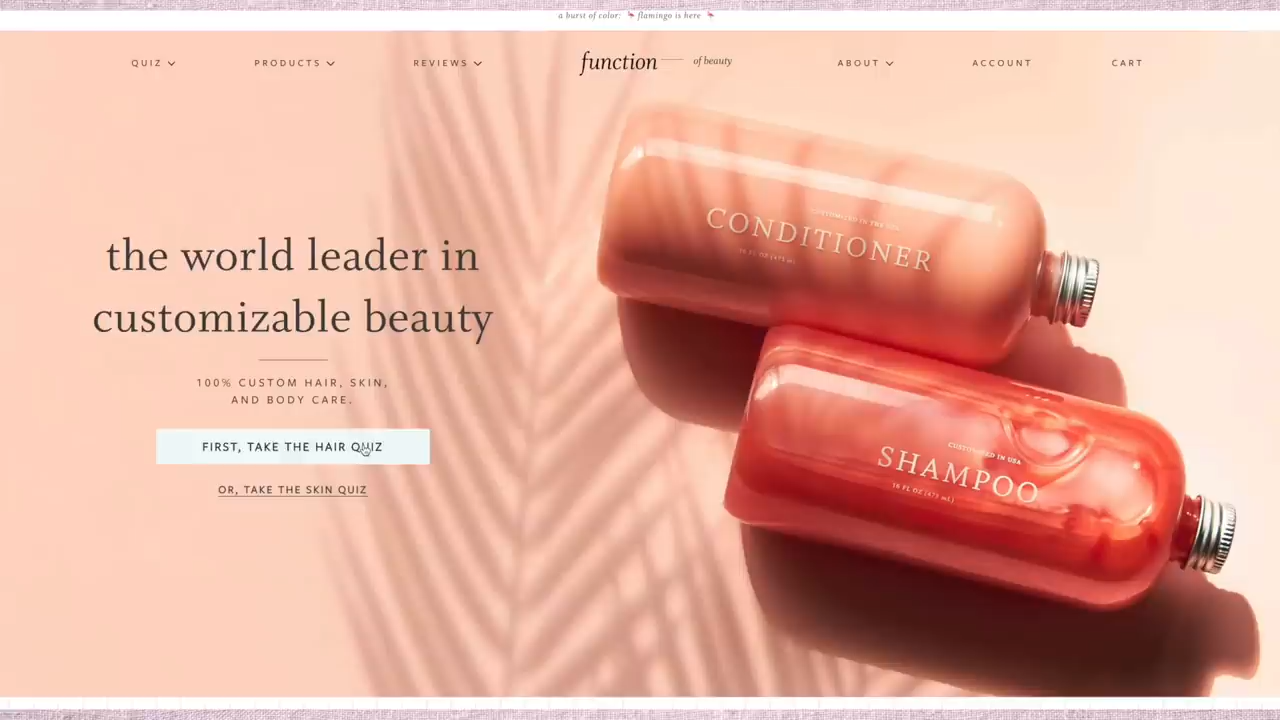 a burst of color: flamingo is here
QUIZ
PRODUCTS
REVIEWS
function of beauty
ABOUT
ACCOUNT
CART
the world leader in
customizable beauty
100% CUSTOM HAIR, SKIN,
AND BODY CARE.
FIRST, TAKE THE HAIR QUIZ
OR, TAKE THE SKIN QUIZ
CUSTOMIZED IN THE USA
CONDITIONER
16 FL OZ (473 mL)
CUSTOMIZED IN USA
SHAMPOO
16 FL OZ (473 mL)